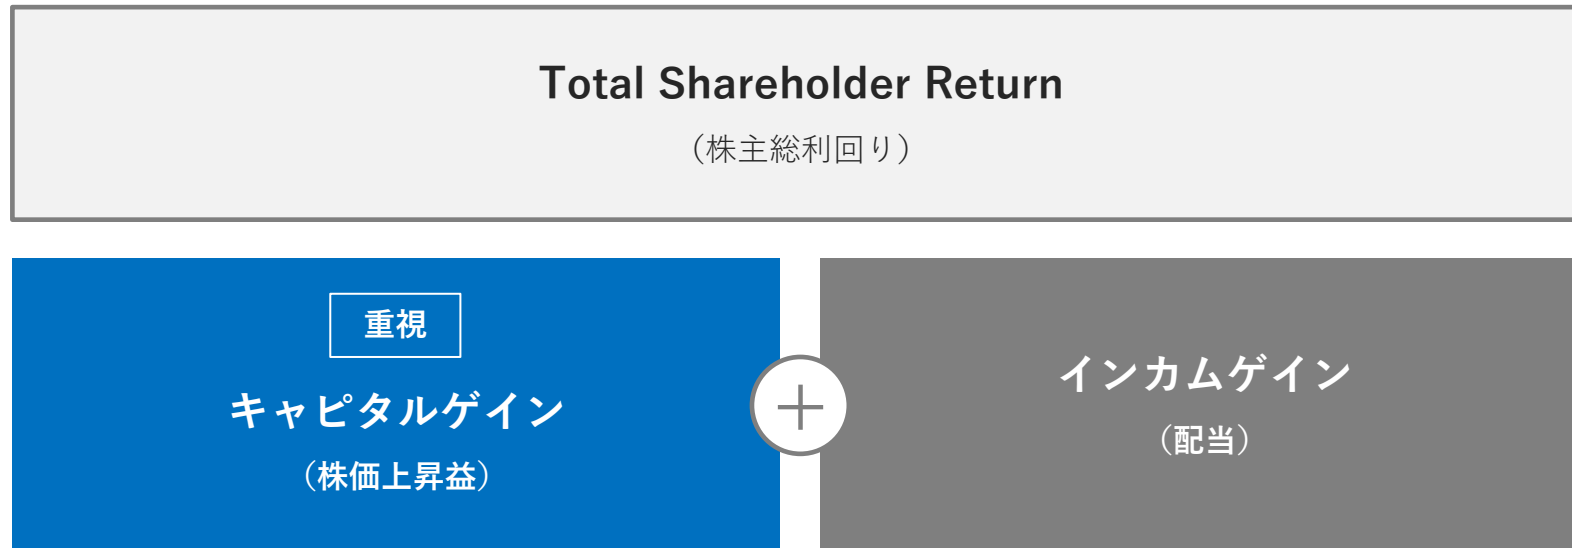 Total Shareholder Return
（株主総利回り）
重視
キャピタルゲイン
（株価上昇益）
＋
インカムゲイン
（配当）